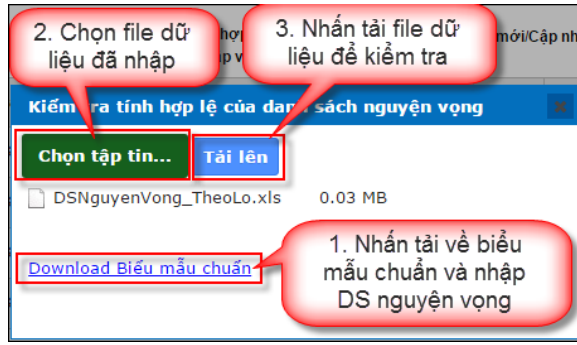 2. Chọn file dữ
liệu đã nhập
3. Nhấn tải file dữ
liệu để kiểm tra
mới/Cập nh
Kiểm tra tính hợp lệ của danh sách nguyện vọng
Chọn tập tin...
Tải lên
DSNguyenVong_TheoLo.xls 0.03 MB
Download Biểu mẫu chuẩn
1. Nhấn tải về biểu
mẫu chuẩn và nhập
DS nguyện vọng